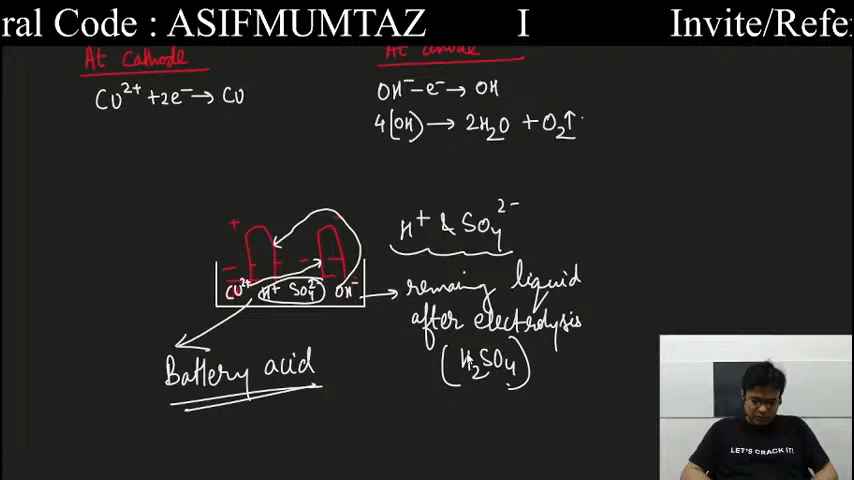 ral Code : ASIFMUMTAZ I Invite/Refe
At Cathode
At anode
Cu²⁺ +2e⁻ → Cu
OH⁻ – e⁻ → OH
4(OH) → 2H₂O + O₂↑
+
H⁺ & SO₄²⁻
Cu²⁺ H⁺ SO₄²⁻ OH⁻
remaining liquid
after electrolysis
(H₂SO₄)
Battery acid
LET'S CRACK IT!